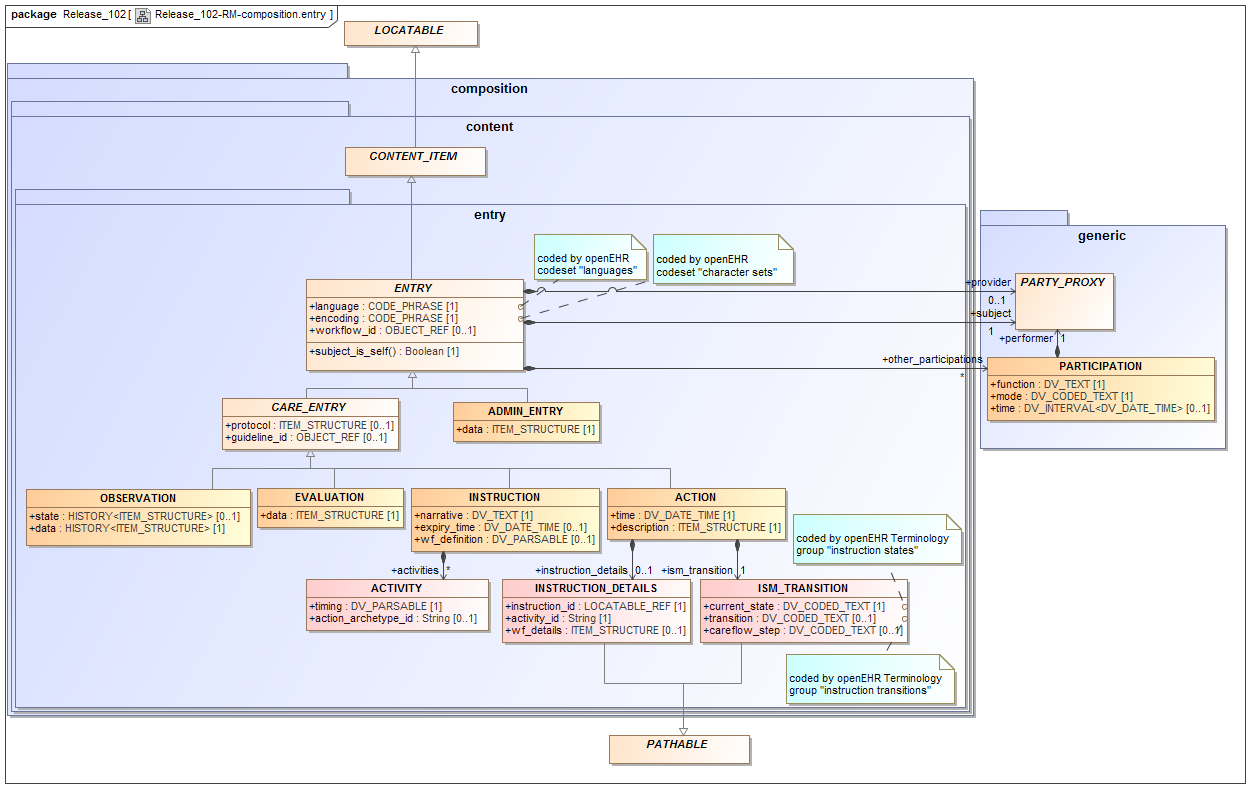 package Release_102 [ Release_102-RM-composition.entry ]
LOCATABLE
composition
content
CONTENT_ITEM
entry
generic
coded by openEHR
codeset "languages"
coded by openEHR
codeset "character sets"
ENTRY
+language : CODE_PHRASE [1]
+encoding : CODE_PHRASE [1]
+workflow_id : OBJECT_REF [0..1]
+subject_is_self() : Boolean [1]
+provider
0..1
+subject
1
PARTY_PROXY
+performer
1
+other_participations
*
PARTICIPATION
+function : DV_TEXT [1]
+mode : DV_CODED_TEXT [1]
+time : DV_INTERVAL<DV_DATE_TIME> [0..1]
CARE_ENTRY
+protocol : ITEM_STRUCTURE [0..1]
+guideline_id : OBJECT_REF [0..1]
ADMIN_ENTRY
+data : ITEM_STRUCTURE [1]
OBSERVATION
+state : HISTORY<ITEM_STRUCTURE> [0..1]
+data : HISTORY<ITEM_STRUCTURE> [1]
EVALUATION
+data : ITEM_STRUCTURE [1]
INSTRUCTION
+narrative : DV_TEXT [1]
+expiry_time : DV_DATE_TIME [0..1]
+wf_definition : DV_PARSABLE [0..1]
ACTION
+time : DV_DATE_TIME [1]
+description : ITEM_STRUCTURE [1]
coded by openEHR Terminology
group "instruction states"
+activities
*
+instruction_details
0..1
+ism_transition
1
ACTIVITY
+timing : DV_PARSABLE [1]
+action_archetype_id : String [0..1]
INSTRUCTION_DETAILS
+instruction_id : LOCATABLE_REF [1]
+activity_id : String [1]
+wf_details : ITEM_STRUCTURE [0..1]
ISM_TRANSITION
+current_state : DV_CODED_TEXT [1]
+transition : DV_CODED_TEXT [0..1]
+careflow_step : DV_CODED_TEXT [0..1]
coded by openEHR Terminology
group "instruction transitions"
PATHABLE